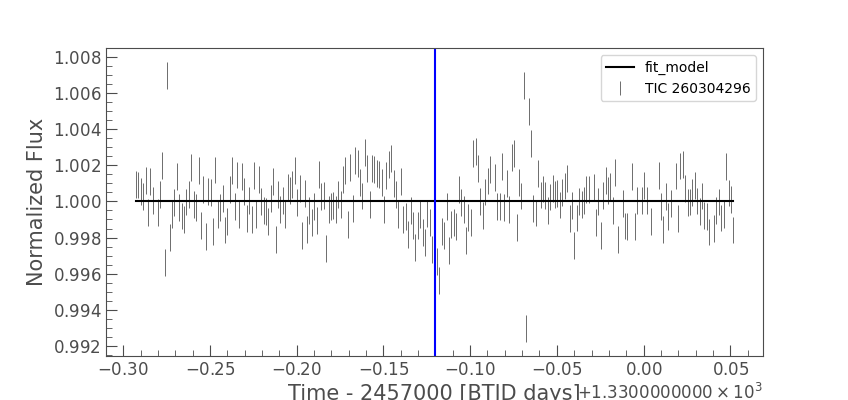 1.008
1.006
1.004
1.002
1.000
0.998
0.996
0.994
0.992
Normalized Flux
fit_model
TIC 260304296
−0.30 −0.25 −0.20 −0.15 −0.10 −0.05 0.00 0.05
Time - 2457000 [BTJD days]
+1.3300000000 × 10³